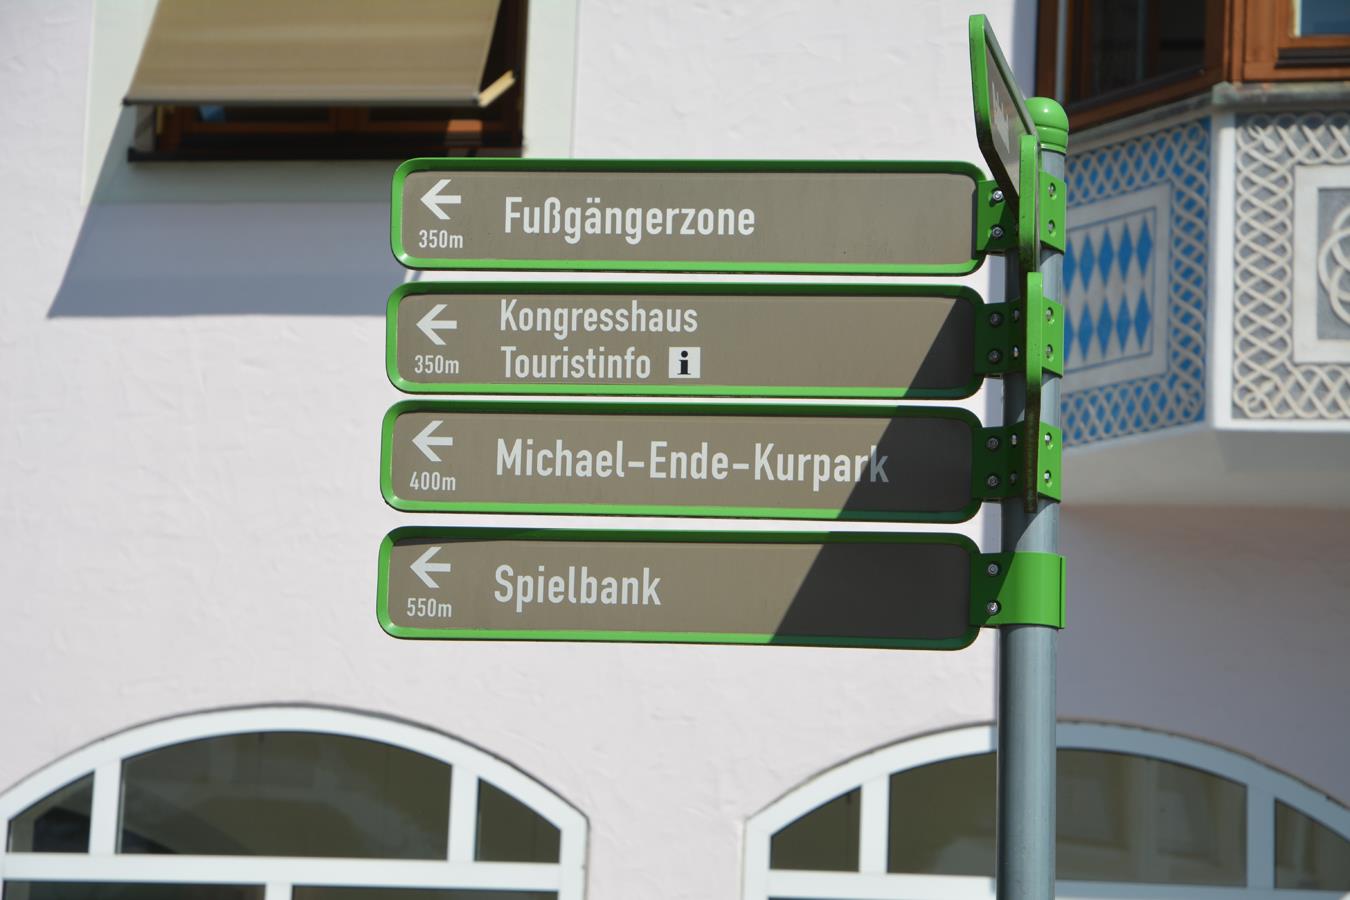 ← Fußgängerzone
350m
← Kongresshaus
350m Touristinfo i
← Michael-Ende-Kurpark
400m
← Spielbank
550m